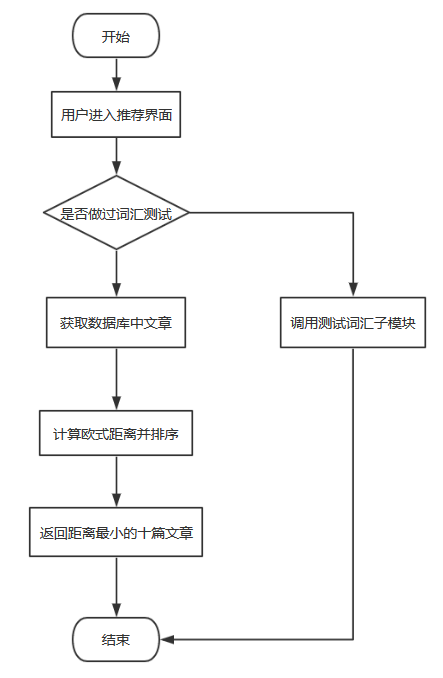 开始
用户进入推荐界面
是否做过词汇测试
获取数据库中文章
调用测试词汇子模块
计算欧式距离并排序
返回距离最小的十篇文章
结束